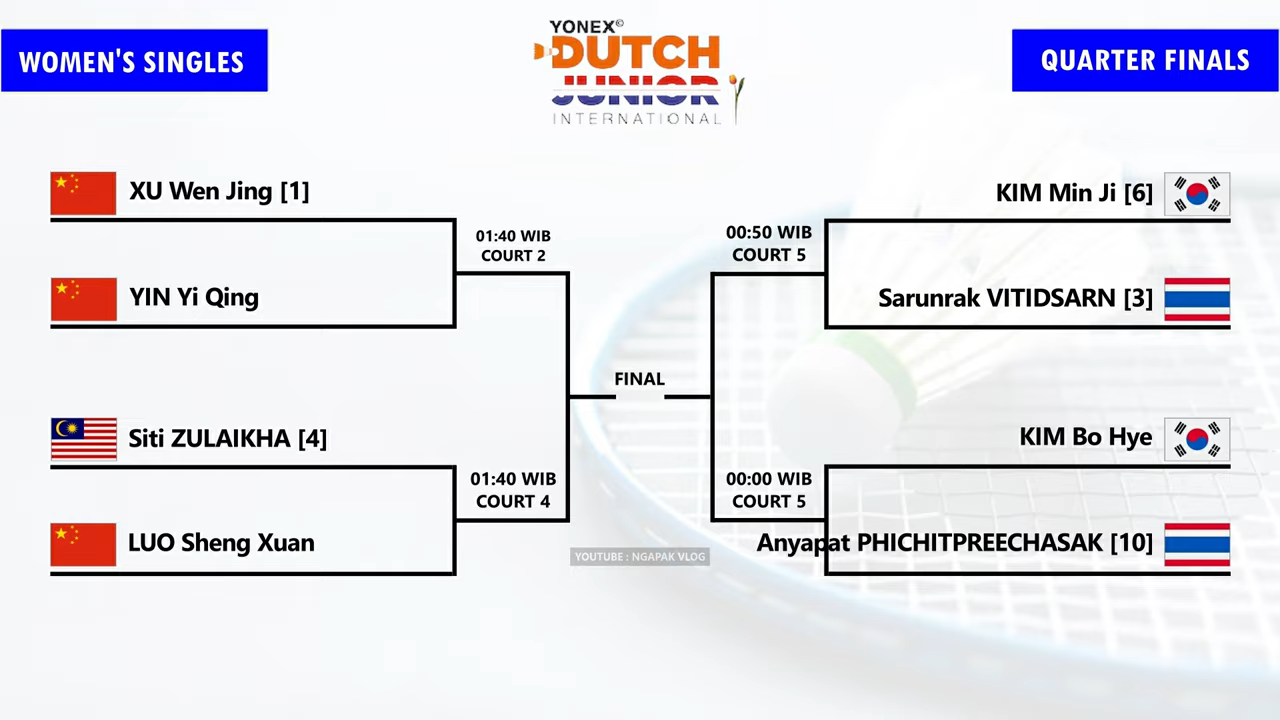 WOMEN'S SINGLES
YONEX©
DUTCH
JUNIOR
INTERNATIONAL
QUARTER FINALS
XU Wen Jing [1]
YIN Yi Qing
01:40 WIB
COURT 2
Siti ZULAIKHA [4]
LUO Sheng Xuan
01:40 WIB
COURT 4
FINAL
KIM Min Ji [6]
Sarunrak VITIDSARN [3]
00:50 WIB
COURT 5
KIM Bo Hye
Anyapat PHICHITPREECHASAK [10]
00:00 WIB
COURT 5
YOUTUBE : NGAPAK VLOG